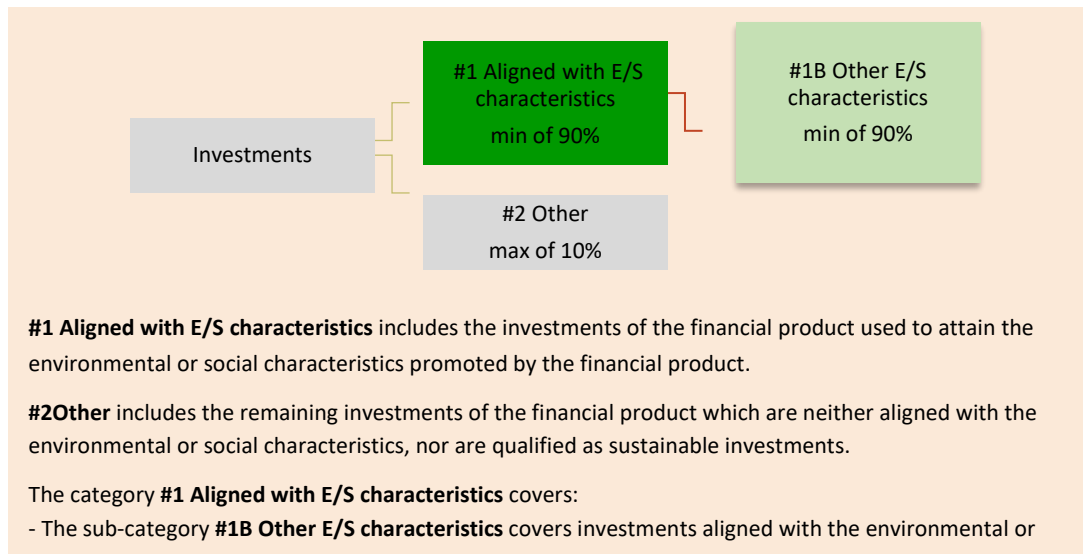 #1 Aligned with E/S
characteristics
min of 90%
#1B Other E/S
characteristics
min of 90%
Investments
#2 Other
max of 10%
#1 Aligned with E/S characteristics includes the investments of the financial product used to attain the
environmental or social characteristics promoted by the financial product.
#2Other includes the remaining investments of the financial product which are neither aligned with the
environmental or social characteristics, nor are qualified as sustainable investments.
The category #1 Aligned with E/S characteristics covers:
- The sub-category #1B Other E/S characteristics covers investments aligned with the environmental or